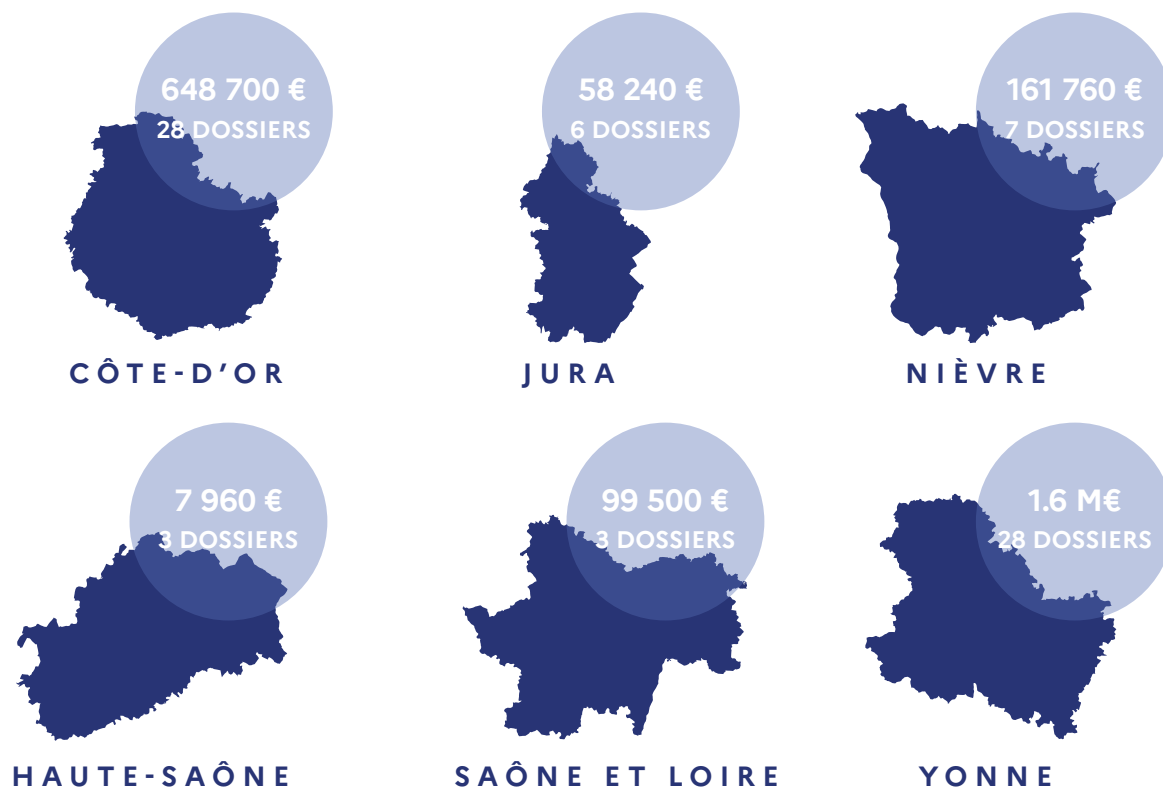 648 700 €
28 DOSSIERS
CÔTE-D'OR
58 240 €
6 DOSSIERS
JURA
161 760 €
7 DOSSIERS
NIÈVRE
7 960 €
3 DOSSIERS
HAUTE-SAÔNE
99 500 €
3 DOSSIERS
SAÔNE ET LOIRE
1.6 M€
28 DOSSIERS
YONNE